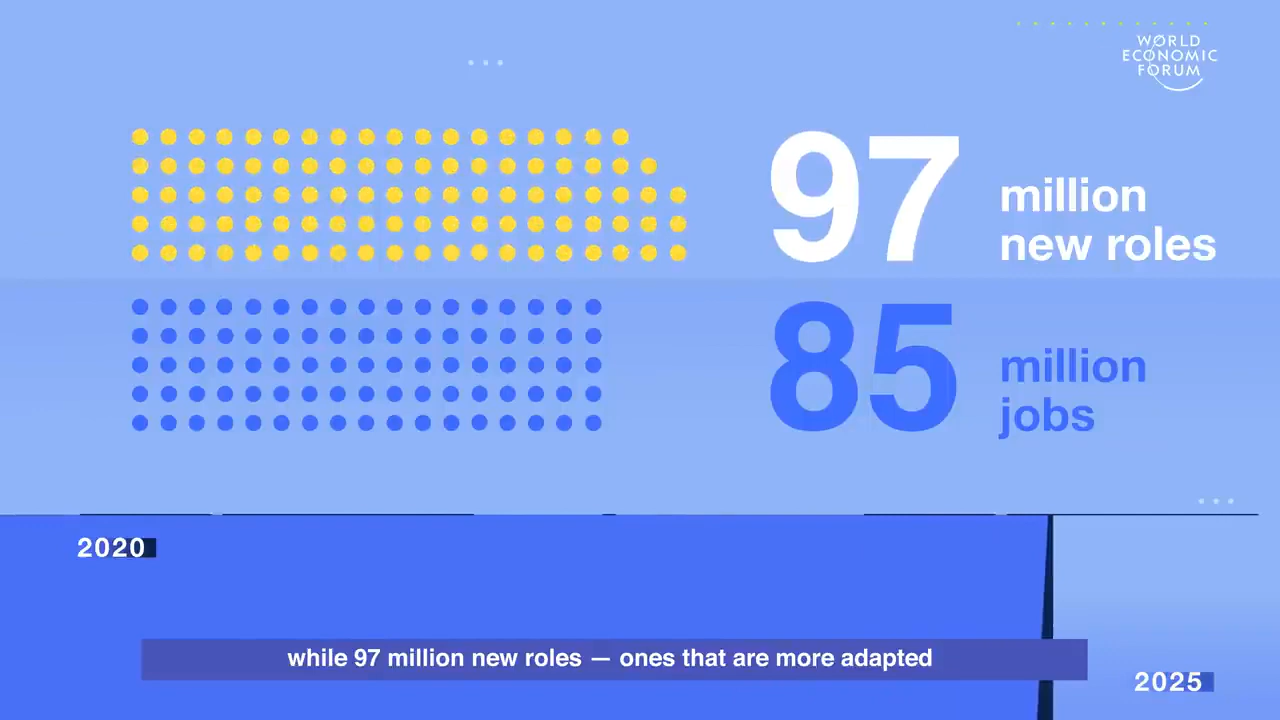 WORLD
ECONOMIC
FORUM
97
million
new roles
85
million
jobs
2020
while 97 million new roles — ones that are more adapted
2025